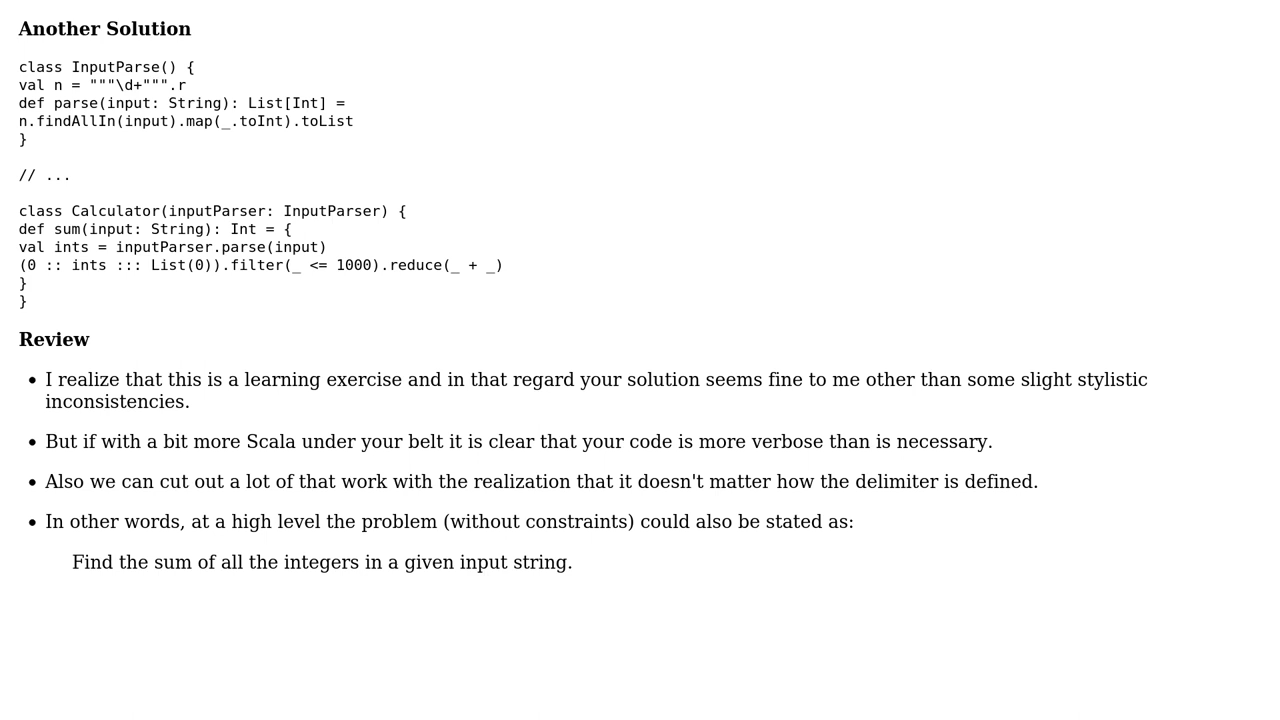 Another Solution
class InputParse() {
val n = """\d+""".r
def parse(input: String): List[Int] =
n.findAllIn(input).map(_.toInt).toList
}
// ...
class Calculator(inputParser: InputParser) {
def sum(input: String): Int = {
val ints = inputParser.parse(input)
(0 :: ints ::: List(0)).filter(_ <= 1000).reduce(_ + _)
}
}
Review
• I realize that this is a learning exercise and in that regard your solution seems fine to me other than some slight stylistic
inconsistencies.
• But if with a bit more Scala under your belt it is clear that your code is more verbose than is necessary.
• Also we can cut out a lot of that work with the realization that it doesn't matter how the delimiter is defined.
• In other words, at a high level the problem (without constraints) could also be stated as:
Find the sum of all the integers in a given input string.